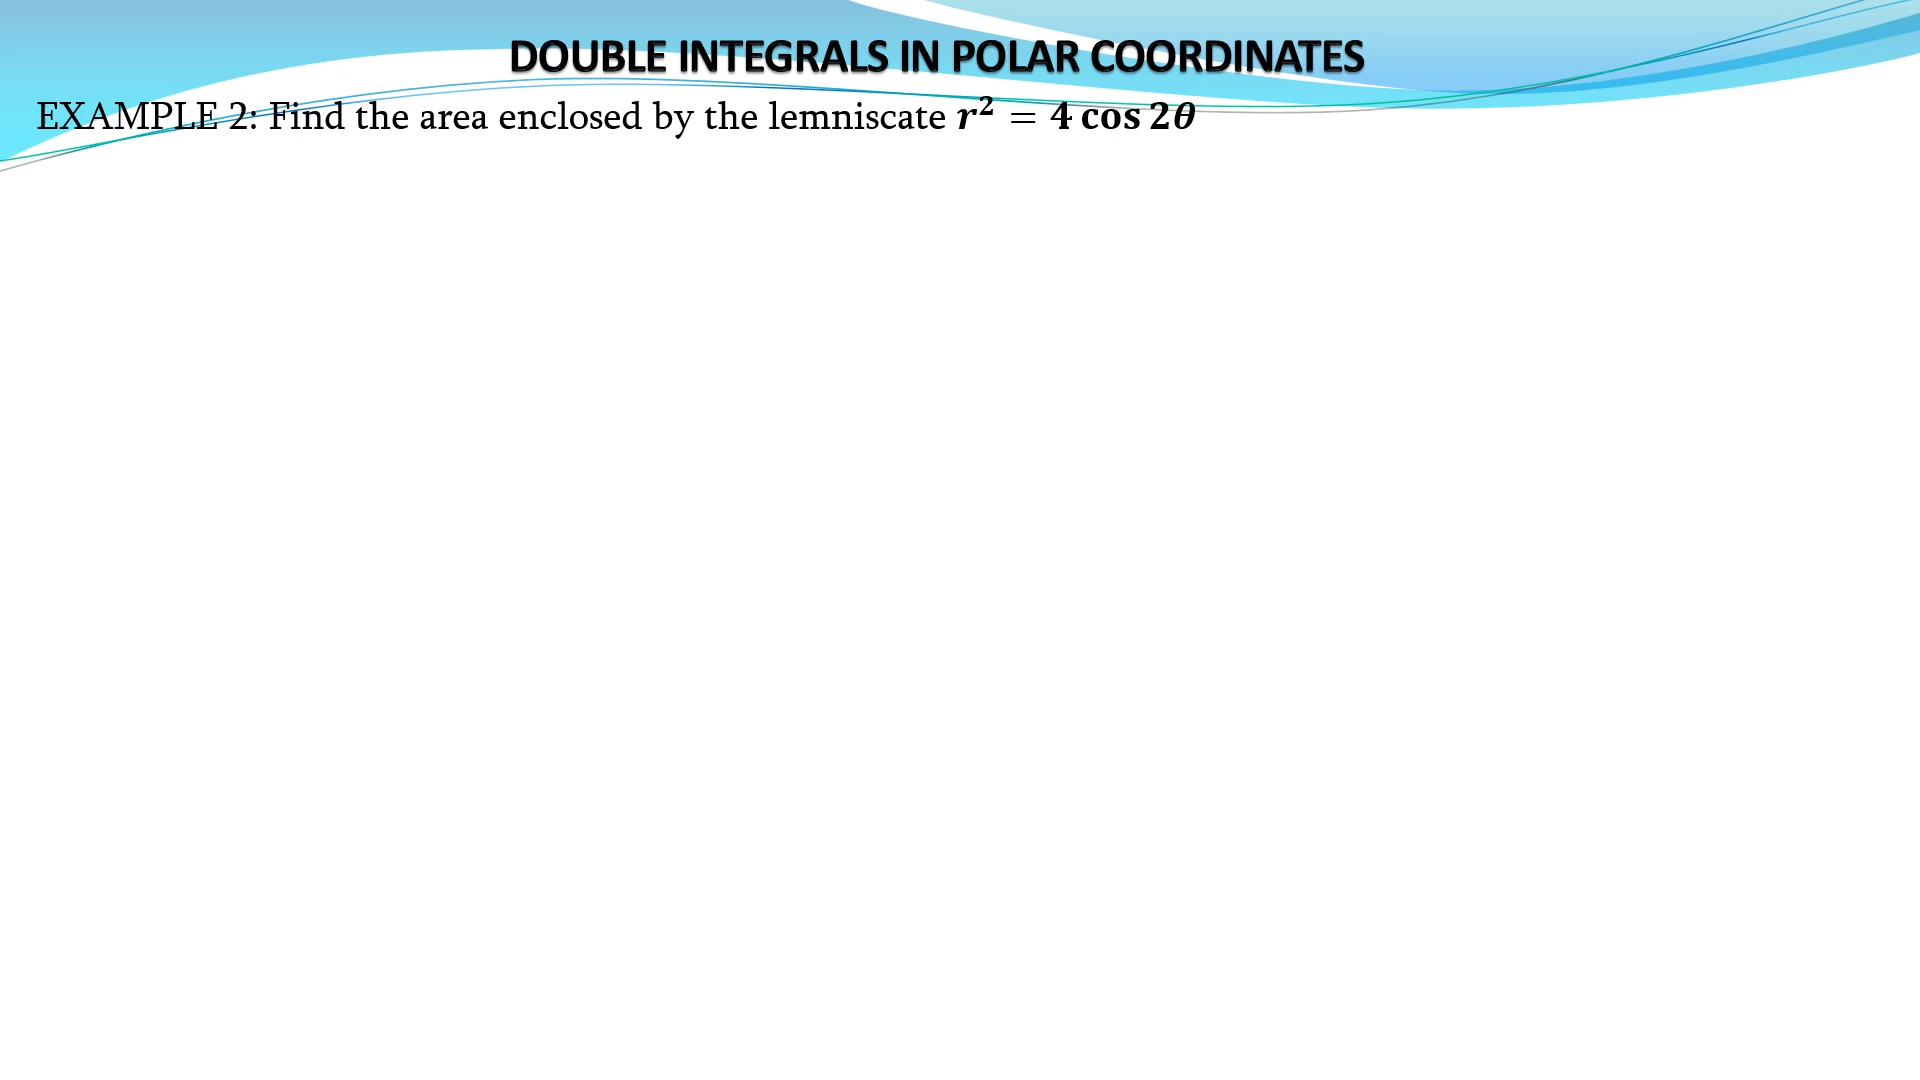 DOUBLE INTEGRALS IN POLAR COORDINATES
EXAMPLE 2: Find the area enclosed by the lemniscate 𝒓² = 𝟒 𝐜𝐨𝐬 𝟐𝜽